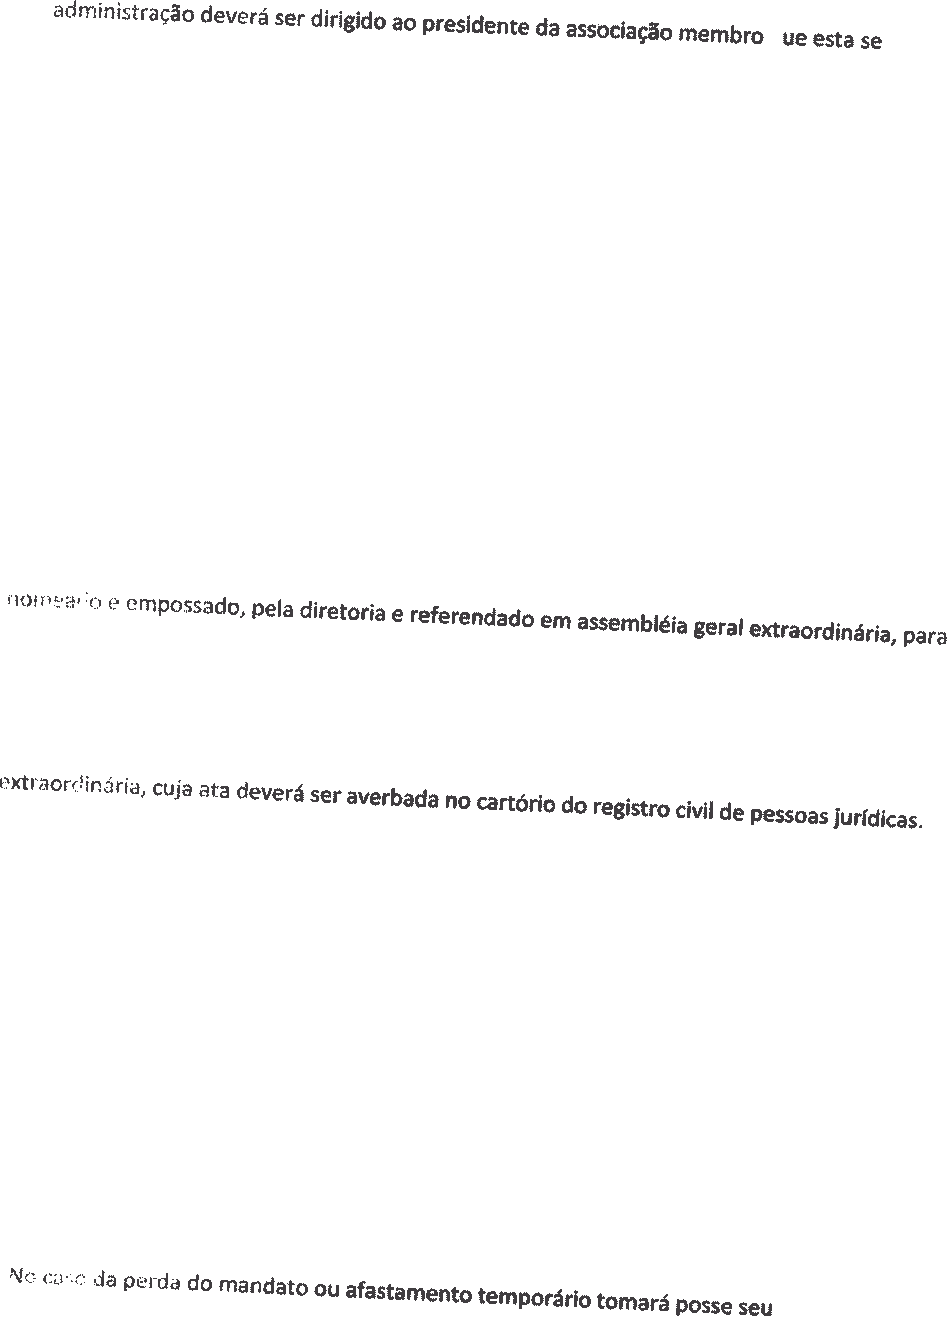 administração deverá ser dirigido ao presidente da associação membro ue esta se
e empossado, pela diretoria e referendado em assembléia geral extraordinária, para
extraordinária, cuja ata deverá ser averbada no cartório do registro civil de pessoas jurídicas.
No caso da perda do mandato ou afastamento temporário tomará posse seu